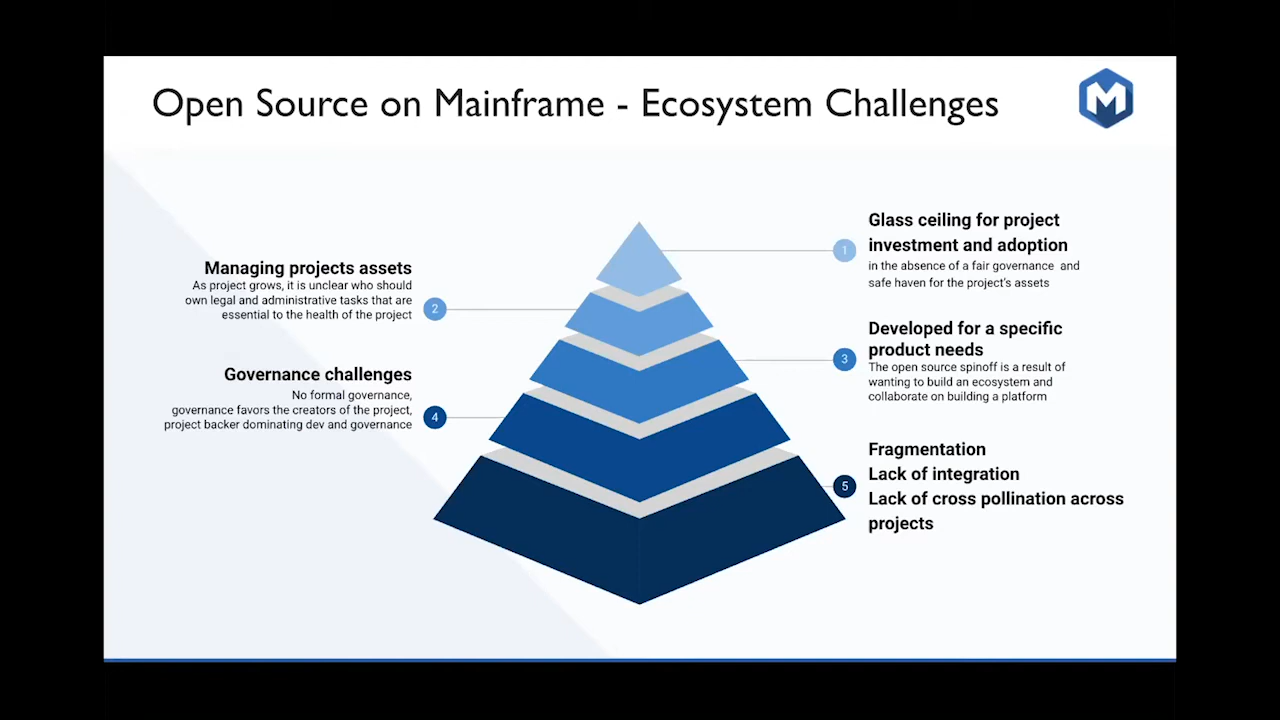 Open Source on Mainframe - Ecosystem Challenges
M
Glass ceiling for project
investment and adoption
in the absence of a fair governance and
safe haven for the project's assets
1
Managing projects assets
As project grows, it is unclear who should
own legal and administrative tasks that are
essential to the health of the project
2
Developed for a specific
product needs
The open source spinoff is a result of
wanting to build an ecosystem and
collaborate on building a platform
3
Governance challenges
No formal governance,
governance favors the creators of the project,
project backer dominating dev and governance
4
Fragmentation
Lack of integration
Lack of cross pollination across
projects
5